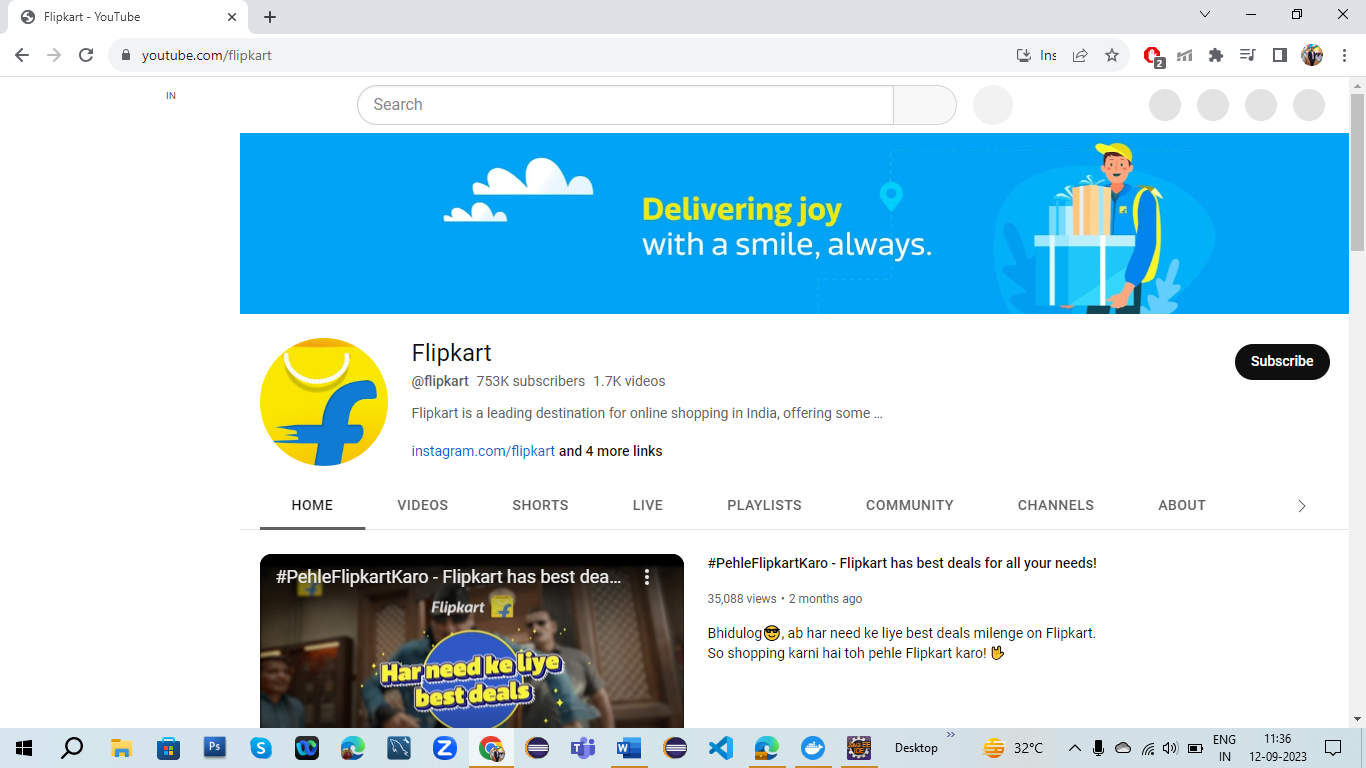 Flipkart - YouTube
youtube.com/flipkart
Ins
2
IN
Search
Delivering joy
with a smile, always.
Flipkart
@flipkart 753K subscribers 1.7K videos
Subscribe
Flipkart is a leading destination for online shopping in India, offering some ...
instagram.com/flipkart and 4 more links
HOME VIDEOS SHORTS LIVE PLAYLISTS COMMUNITY CHANNELS ABOUT
#PehleFlipkartKaro - Flipkart has best dea...
Flipkart
Har need ke liye
best deals
#PehleFlipkartKaro - Flipkart has best deals for all your needs!
35,088 views • 2 months ago
Bhidulog😎, ab har need ke liye best deals milenge on Flipkart.
So shopping karni hai toh pehle Flipkart karo! 🤟
Ps
Desktop
32°C
ENG
IN
11:36
12-09-2023